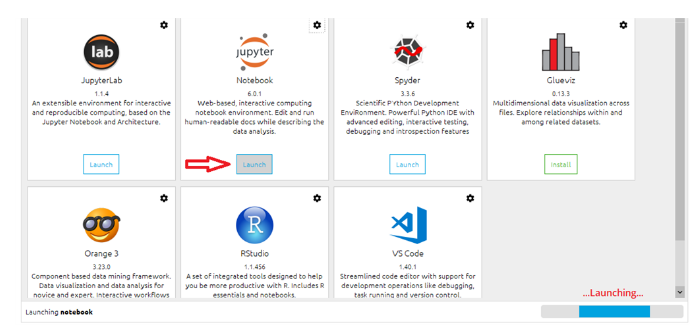 lab
JupyterLab
1.1.4
An extensible environment for interactive
and reproducible computing, based on the
Jupyter Notebook and Architecture.
Launch
jupyter
Notebook
6.0.1
Web-based, interactive computing
notebook environment. Edit and run
human-readable docs while describing the
data analysis.
Launch
Spyder
3.3.6
Scientific PYthon Development
EnviRonment. Powerful Python IDE with
advanced editing, interactive testing,
debugging and introspection features
Launch
Glueviz
0.13.3
Multidimensional data visualization across
files. Explore relationships within and
among related datasets.
Install
Orange 3
3.23.0
Component based data mining framework.
Data visualization and data analysis for
novice and expert. Interactive workflows
R
RStudio
1.1.456
A set of integrated tools designed to help
you be more productive with R. Includes R
essentials and notebooks.
VS Code
1.40.1
Streamlined code editor with support for
development operations like debugging,
task running and version control.
...Launching...
Launching notebook